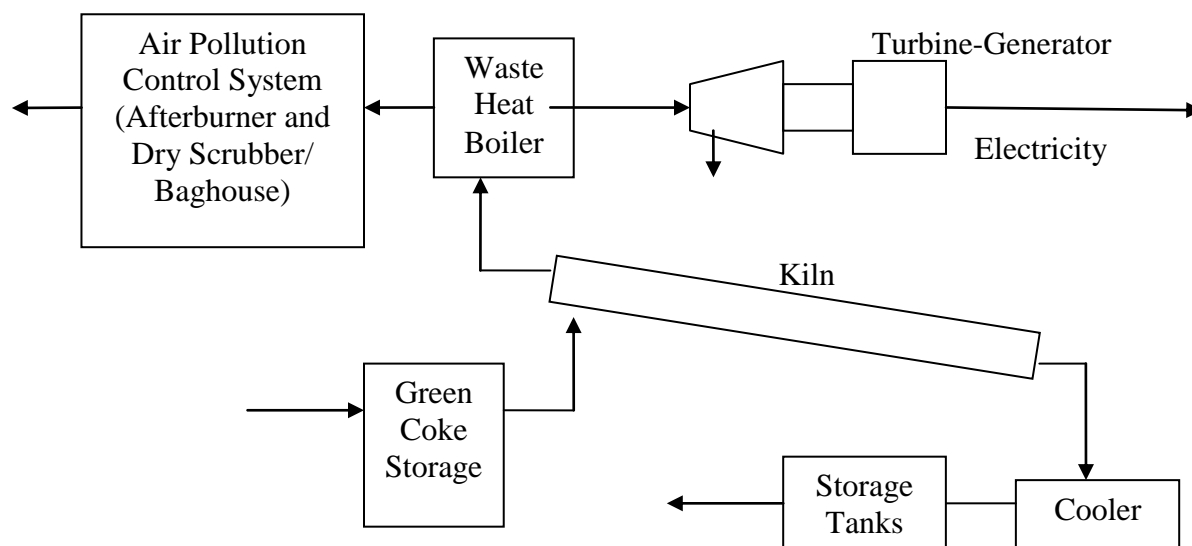 Air Pollution
Control System
(Afterburner and
Dry Scrubber/
Baghouse)
Waste
Heat
Boiler
Turbine-Generator
Electricity
Kiln
Green
Coke
Storage
Storage
Tanks
Cooler